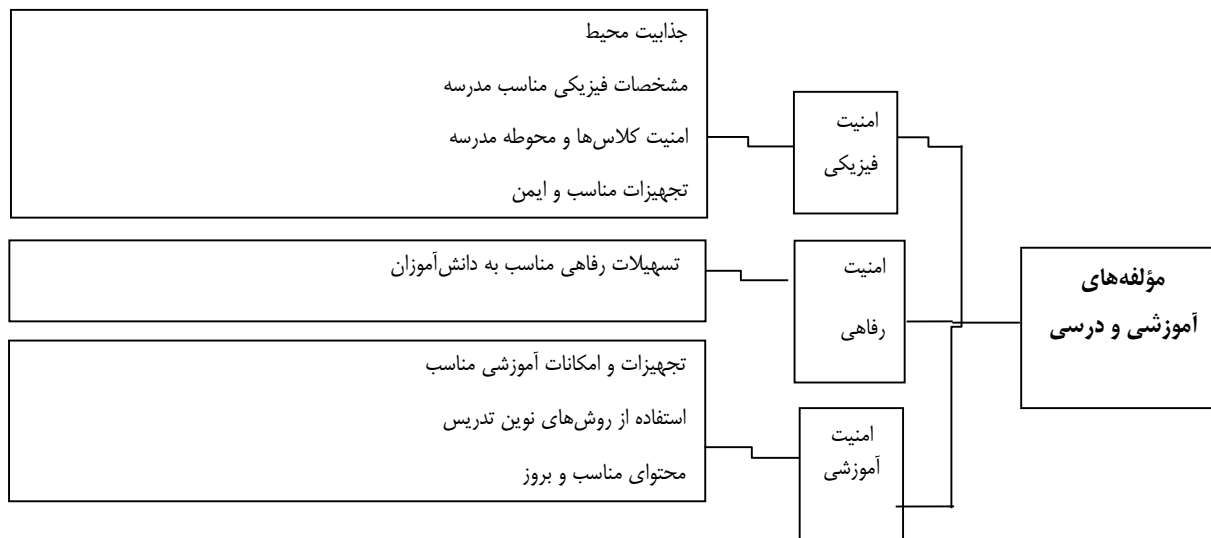 مؤلفه‌های
آموزشی و درسی
امنیت
فیزیکی
جذابیت محیط
مشخصات فیزیکی مناسب مدرسه
امنیت کلاس‌ها و محوطه مدرسه
تجهیزات مناسب و ایمن
امنیت
رفاهی
تسهیلات رفاهی مناسب به دانش‌آموزان
امنیت
آموزشی
تجهیزات و امکانات آموزشی مناسب
استفاده از روش‌های نوین تدریس
محتوای مناسب و بروز